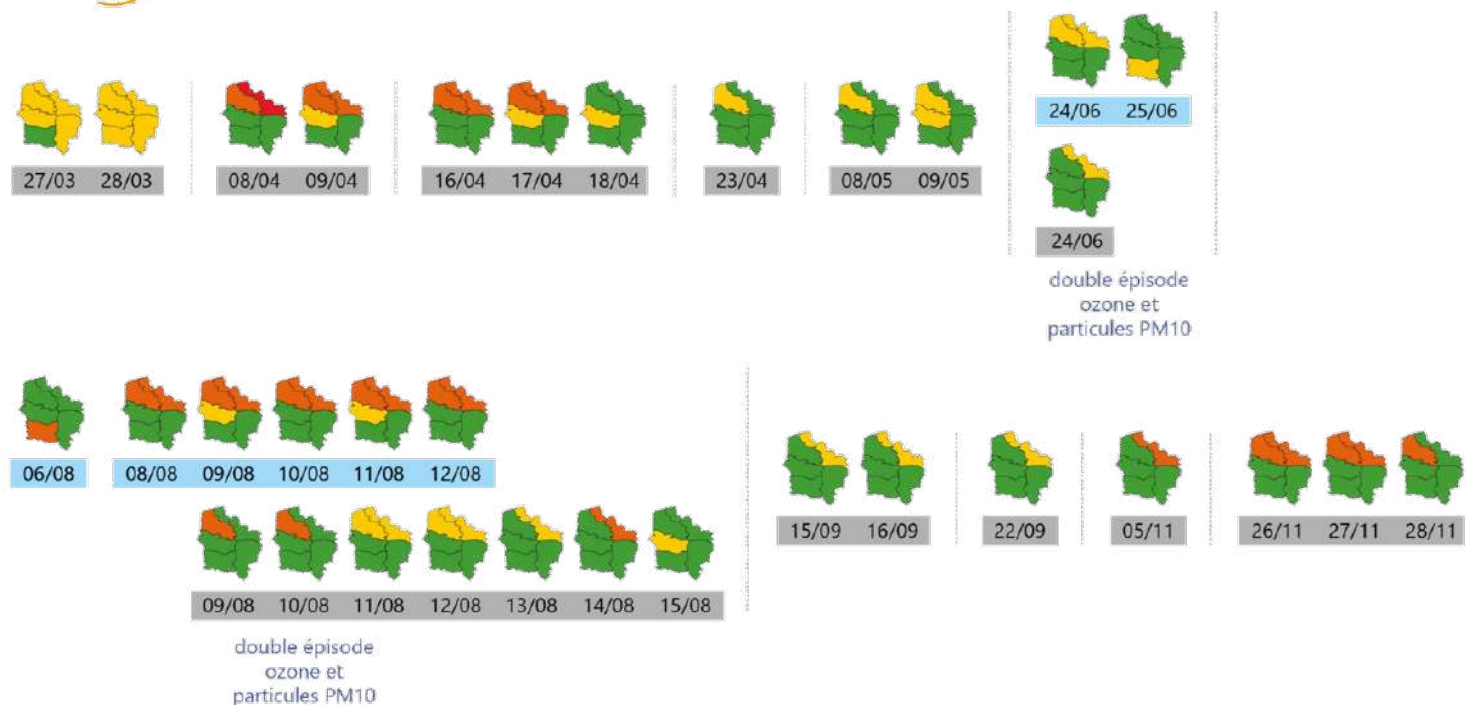 24/06 25/06
27/03 28/03 08/04 09/04 16/04 17/04 18/04 23/04 08/05 09/05
24/06
double épisode
ozone et
particules PM10
06/08 08/08 09/08 10/08 11/08 12/08
15/09 16/09 22/09 05/11 26/11 27/11 28/11
09/08 10/08 11/08 12/08 13/08 14/08 15/08
double épisode
ozone et
particules PM10